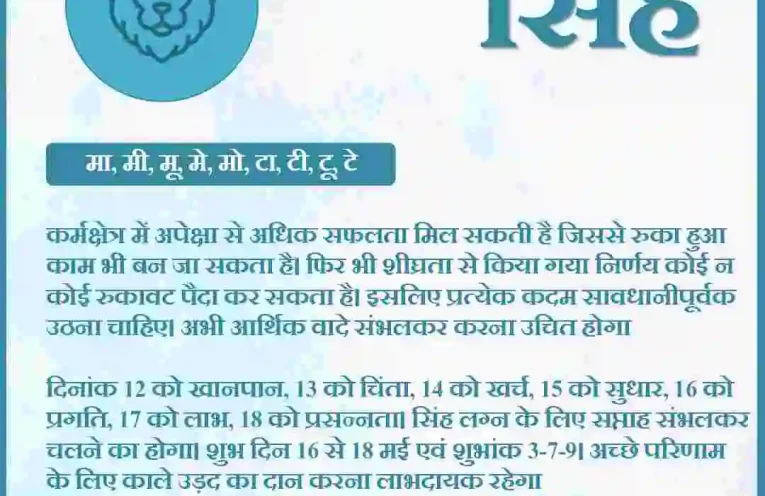 सिंह
मा, मी, मू, मे, मो, टा, टी, टू, टे
कर्मक्षेत्र में अपेक्षा से अधिक सफलता मिल सकती है जिससे रुका हुआ
काम भी बन जा सकता है। फिर भी शीघ्रता से किया गया निर्णय कोई न
कोई रुकावट पैदा कर सकता है। इसलिए प्रत्येक कदम सावधानीपूर्वक
उठना चाहिए। अभी आर्थिक वादे संभलकर करना उचित होगा
दिनांक 12 को खानपान, 13 को चिंता, 14 को खर्च, 15 को सुधार, 16 को
प्रगति, 17 को लाभ, 18 को प्रसन्नता। सिंह लग्न के लिए सप्ताह संभलकर
चलने का होगा। शुभ दिन 16 से 18 मई एवं शुभांक 3-7-9। अच्छे परिणाम
के लिए काले उड़द का दान करना लाभदायक रहेगा